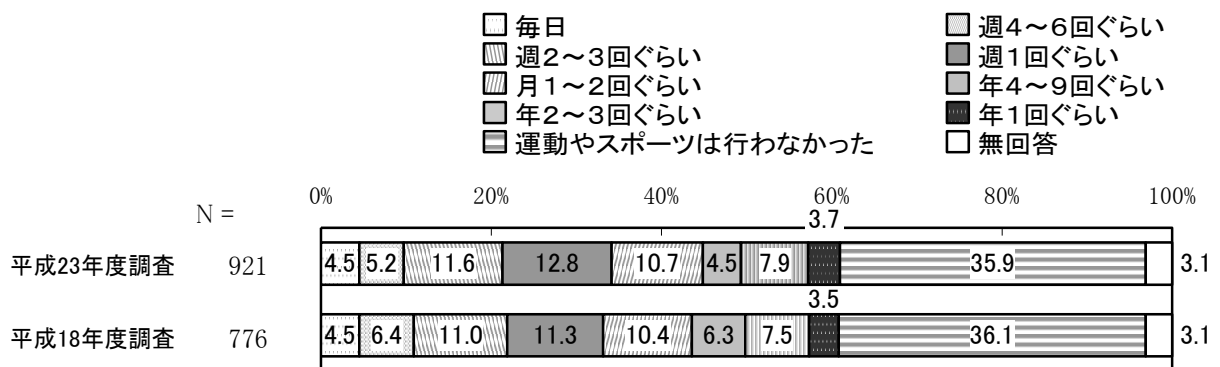 毎日 週4～6回ぐらい
週2～3回ぐらい 週1回ぐらい
月1～2回ぐらい 年4～9回ぐらい
年2～3回ぐらい 年1回ぐらい
運動やスポーツは行わなかった 無回答
0% 20% 40% 60% 80% 100%
N =
3.7
平成23年度調査 921 4.5 5.2 11.6 12.8 10.7 4.5 7.9 35.9 3.1
3.5
平成18年度調査 776 4.5 6.4 11.0 11.3 10.4 6.3 7.5 36.1 3.1